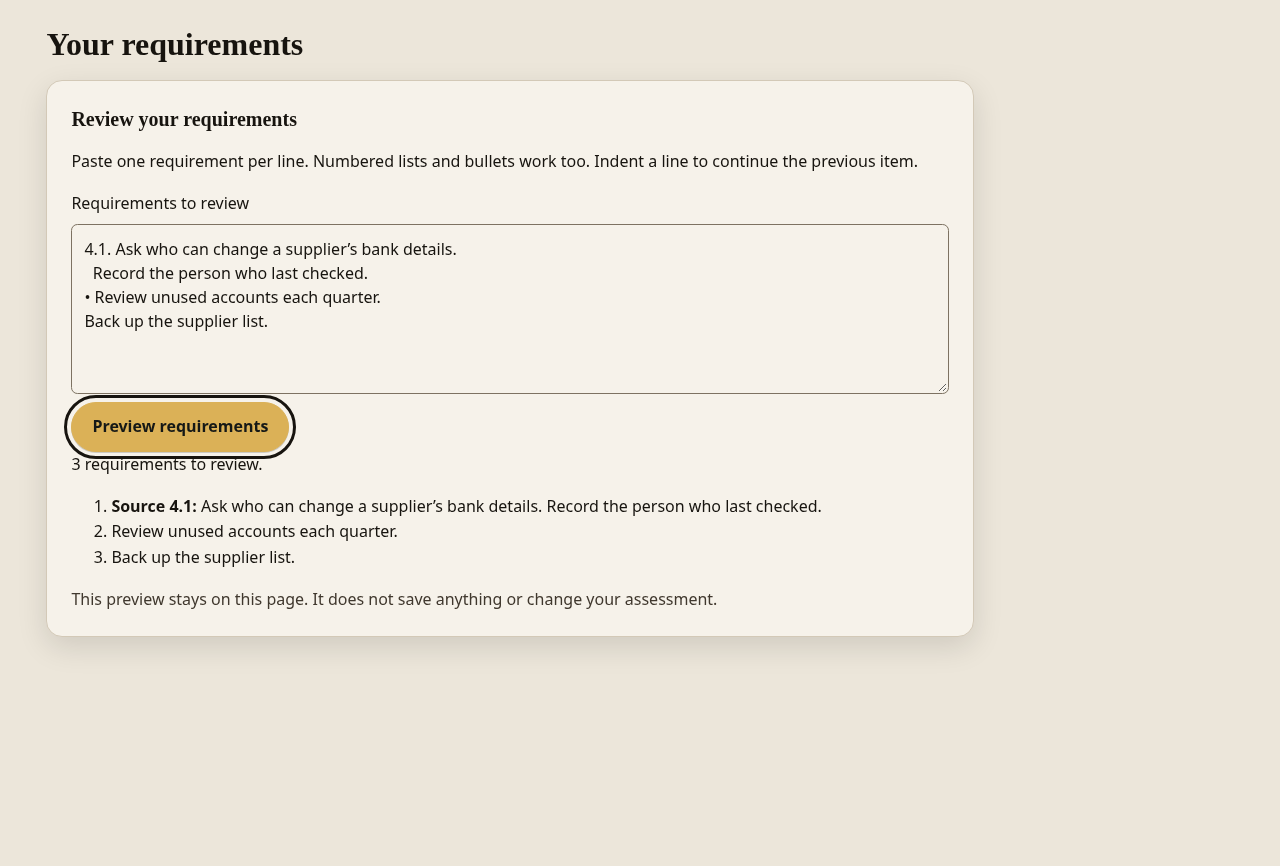 Your requirements
Review your requirements
Paste one requirement per line. Numbered lists and bullets work too. Indent a line to continue the previous item.
Requirements to review
4.1. Ask who can change a supplier’s bank details.
Record the person who last checked.
• Review unused accounts each quarter.
Back up the supplier list.
Preview requirements
3 requirements to review.
1. Source 4.1: Ask who can change a supplier’s bank details. Record the person who last checked.
2. Review unused accounts each quarter.
3. Back up the supplier list.
This preview stays on this page. It does not save anything or change your assessment.